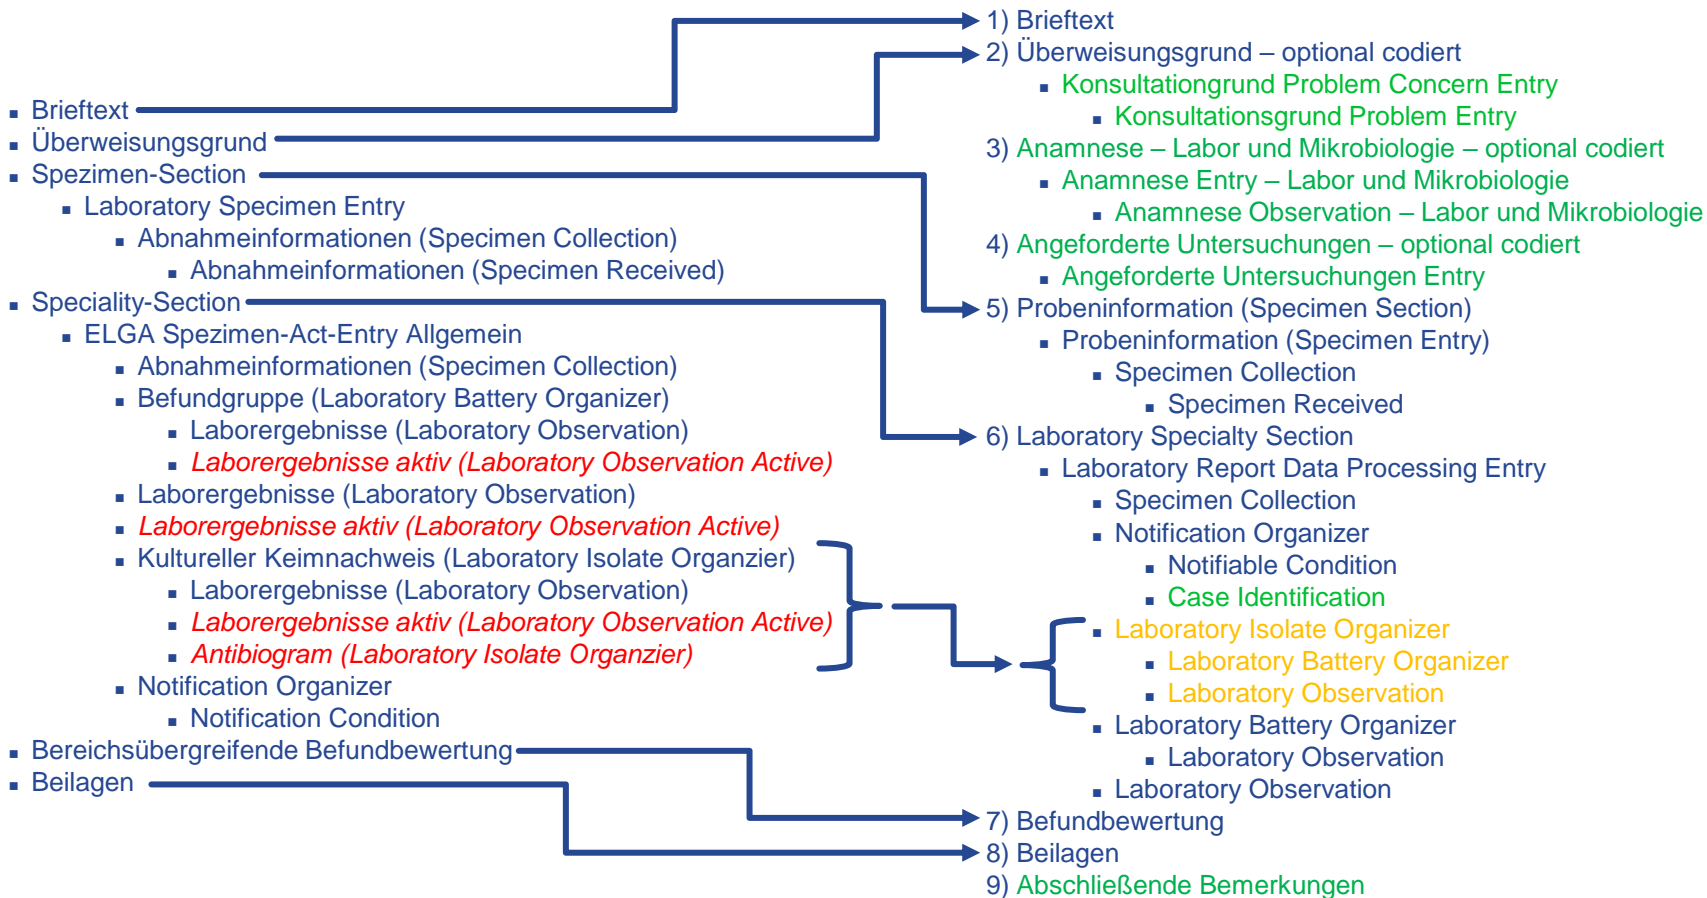 ▪ Brieftext
▪ Überweisungsgrund
▪ Spezimen-Section
▪ Laboratory Specimen Entry
▪ Abnahmeinformationen (Specimen Collection)
▪ Abnahmeinformationen (Specimen Received)
▪ Speciality-Section
▪ ELGA Spezimen-Act-Entry Allgemein
▪ Abnahmeinformationen (Specimen Collection)
▪ Befundgruppe (Laboratory Battery Organizer)
▪ Laborergebnisse (Laboratory Observation)
▪ Laborergebnisse aktiv (Laboratory Observation Active)
▪ Laborergebnisse (Laboratory Observation)
▪ Laborergebnisse aktiv (Laboratory Observation Active)
▪ Kultureller Keimnachweis (Laboratory Isolate Organzier)
▪ Laborergebnisse (Laboratory Observation)
▪ Laborergebnisse aktiv (Laboratory Observation Active)
▪ Antibiogram (Laboratory Isolate Organzier)
▪ Notification Organizer
▪ Notification Condition
▪ Bereichsübergreifende Befundbewertung
▪ Beilagen
1) Brieftext
2) Überweisungsgrund – optional codiert
▪ Konsultationgrund Problem Concern Entry
▪ Konsultationsgrund Problem Entry
3) Anamnese – Labor und Mikrobiologie – optional codiert
▪ Anamnese Entry – Labor und Mikrobiologie
▪ Anamnese Observation – Labor und Mikrobiologie
4) Angeforderte Untersuchungen – optional codiert
▪ Angeforderte Untersuchungen Entry
5) Probeninformation (Specimen Section)
▪ Probeninformation (Specimen Entry)
▪ Specimen Collection
▪ Specimen Received
6) Laboratory Specialty Section
▪ Laboratory Report Data Processing Entry
▪ Specimen Collection
▪ Notification Organizer
▪ Notifiable Condition
▪ Case Identification
▪ Laboratory Isolate Organizer
▪ Laboratory Battery Organizer
▪ Laboratory Observation
▪ Laboratory Battery Organizer
▪ Laboratory Observation
▪ Laboratory Observation
7) Befundbewertung
8) Beilagen
9) Abschließende Bemerkungen